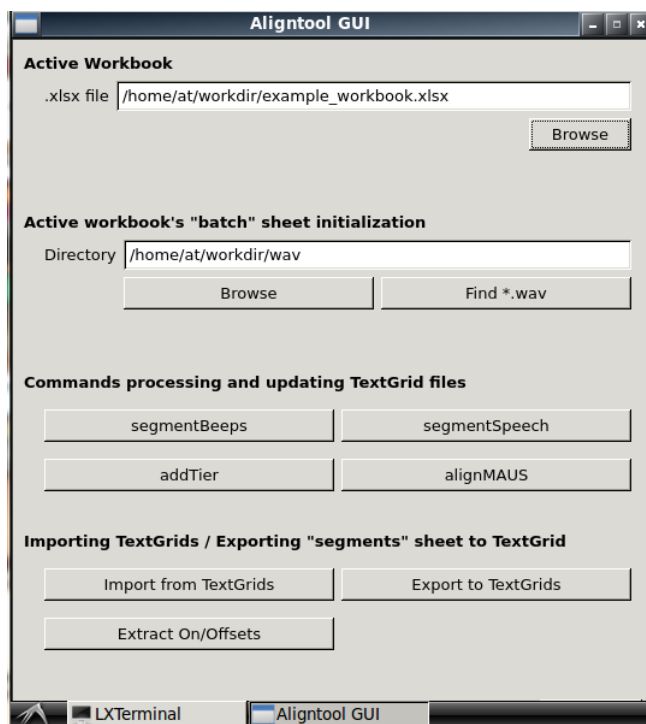 Aligntool GUI
Active Workbook
.xlsx file /home/at/workdir/example_workbook.xlsx
Browse
Active workbook's "batch" sheet initialization
Directory /home/at/workdir/wav
Browse Find *.wav
Commands processing and updating TextGrid files
segmentBeeps segmentSpeech
addTier alignMAUS
Importing TextGrids / Exporting "segments" sheet to TextGrid
Import from TextGrids Export to TextGrids
Extract On/Offsets
LXTerminal Aligntool GUI